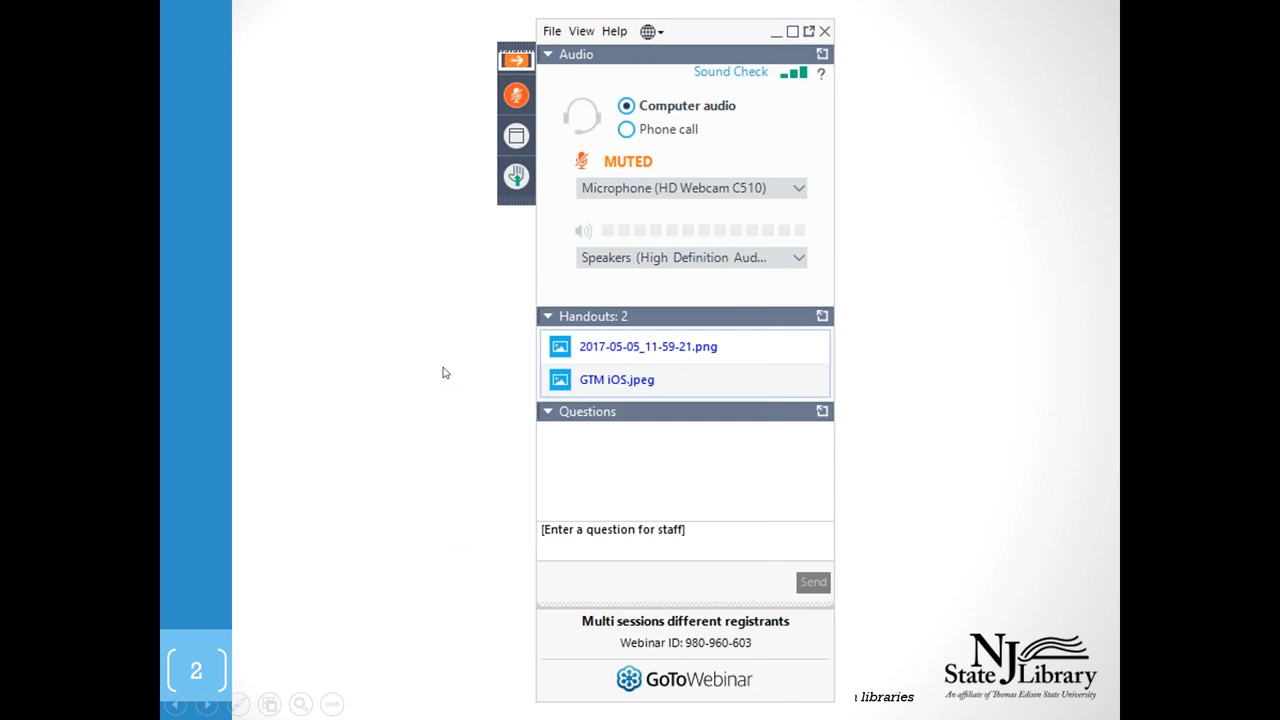 File View Help
Audio
Sound Check ?
Computer audio
Phone call
MUTED
Microphone (HD Webcam C510)
Speakers (High Definition Aud...
Handouts: 2
2017-05-05_11-59-21.png
GTM iOS.jpeg
Questions
[Enter a question for staff]
Send
Multi sessions different registrants
Webinar ID: 980-960-603
GoToWebinar
2
libraries
NJ
State Library
An affiliate of Thomas Edison State University